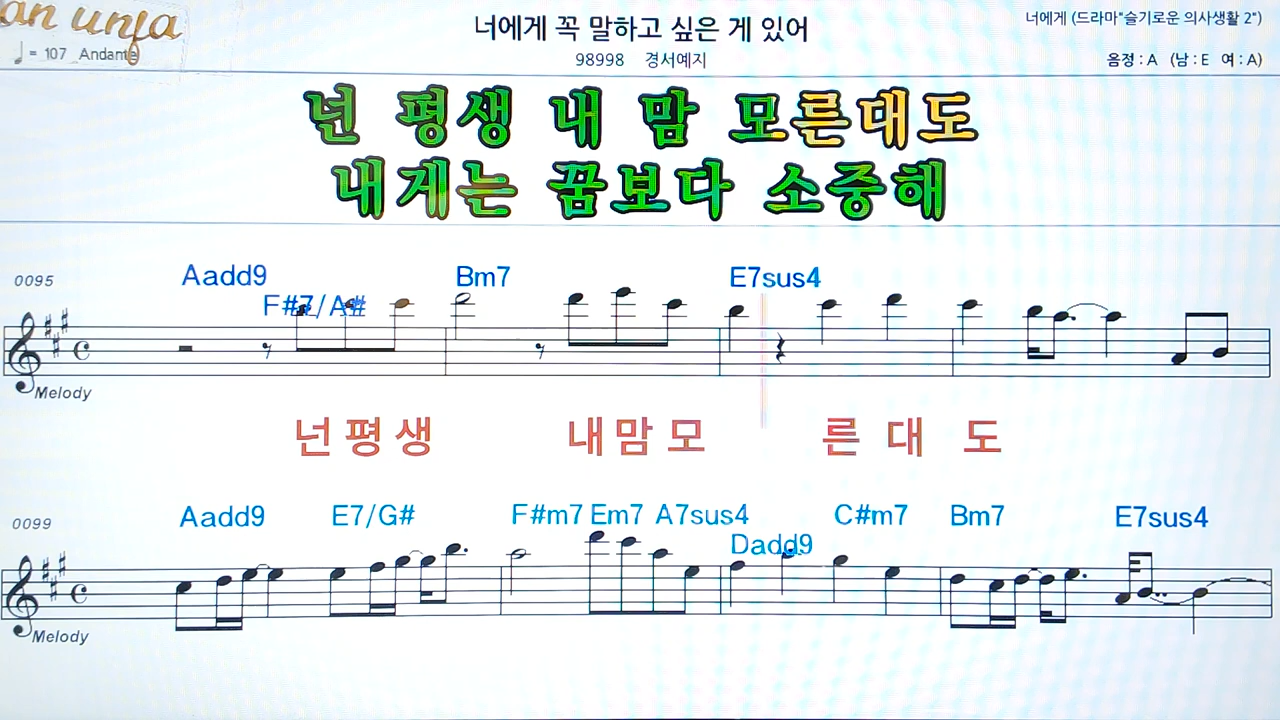 an unja
너에게 꼭 말하고 싶은 게 있어
너에게 (드라마"슬기로운 의사생활 2")
= 107 Andante
98998 경서예지
음정 : A (남 : E 여 : A)
넌 평생 내 맘 모른대도
내게는 꿈보다 소중해
0095
Aadd9 Bm7 E7sus4
F#7/A#
Melody
넌 평 생 내 맘 모 른 대 도
0099
Aadd9 E7/G# F#m7 Em7 A7sus4 C#m7 Bm7 E7sus4
Dadd9
Melody